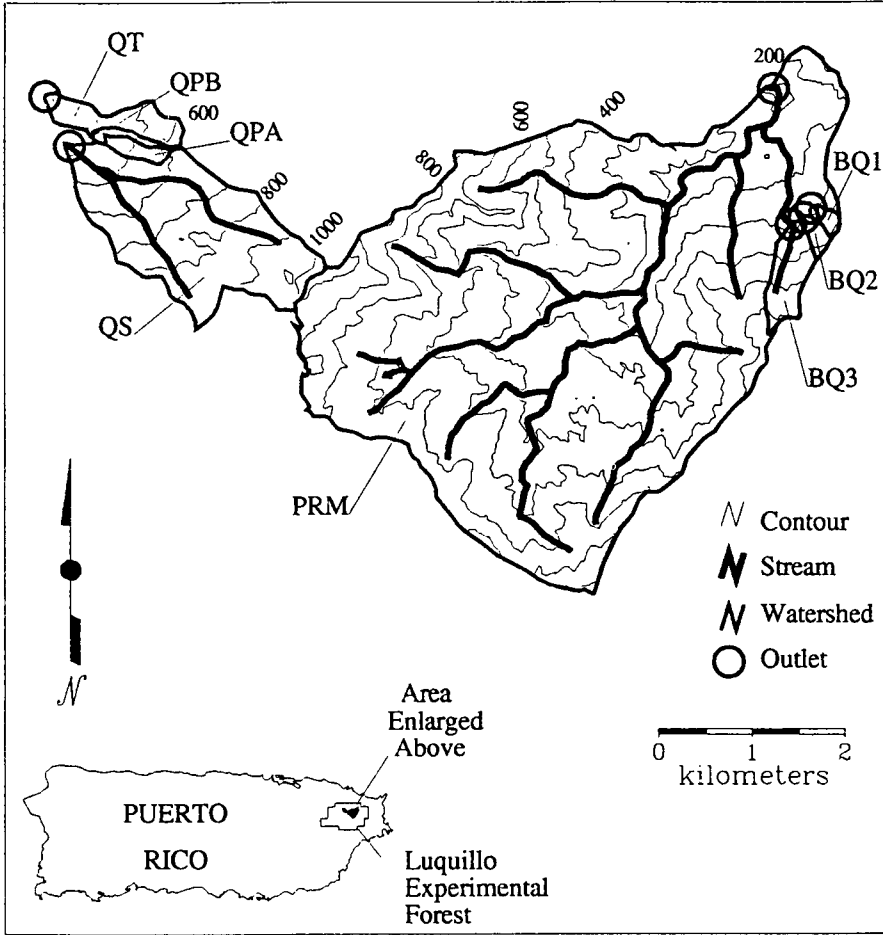 QT
QPB
600
QPA
800
1000
QS
800
600
400
200
BQ1
BQ2
BQ3
PRM
Contour
Stream
Watershed
Outlet
N
Area
Enlarged
Above
0 1 2
kilometers
PUERTO
RICO
Luquillo
Experimental
Forest